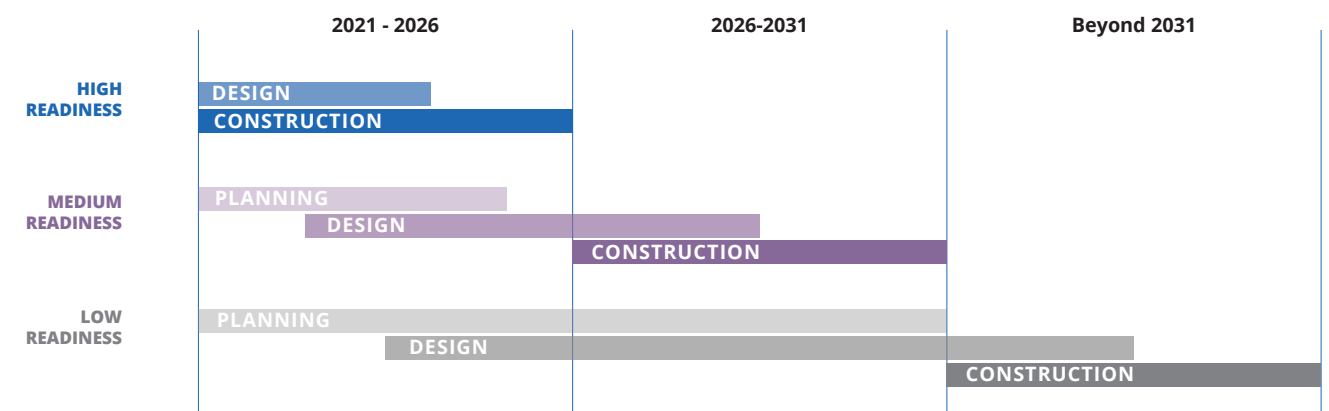 2021 - 2026
2026-2031
Beyond 2031
HIGH
READINESS
DESIGN
CONSTRUCTION
MEDIUM
READINESS
PLANNING
DESIGN
CONSTRUCTION
LOW
READINESS
PLANNING
DESIGN
CONSTRUCTION